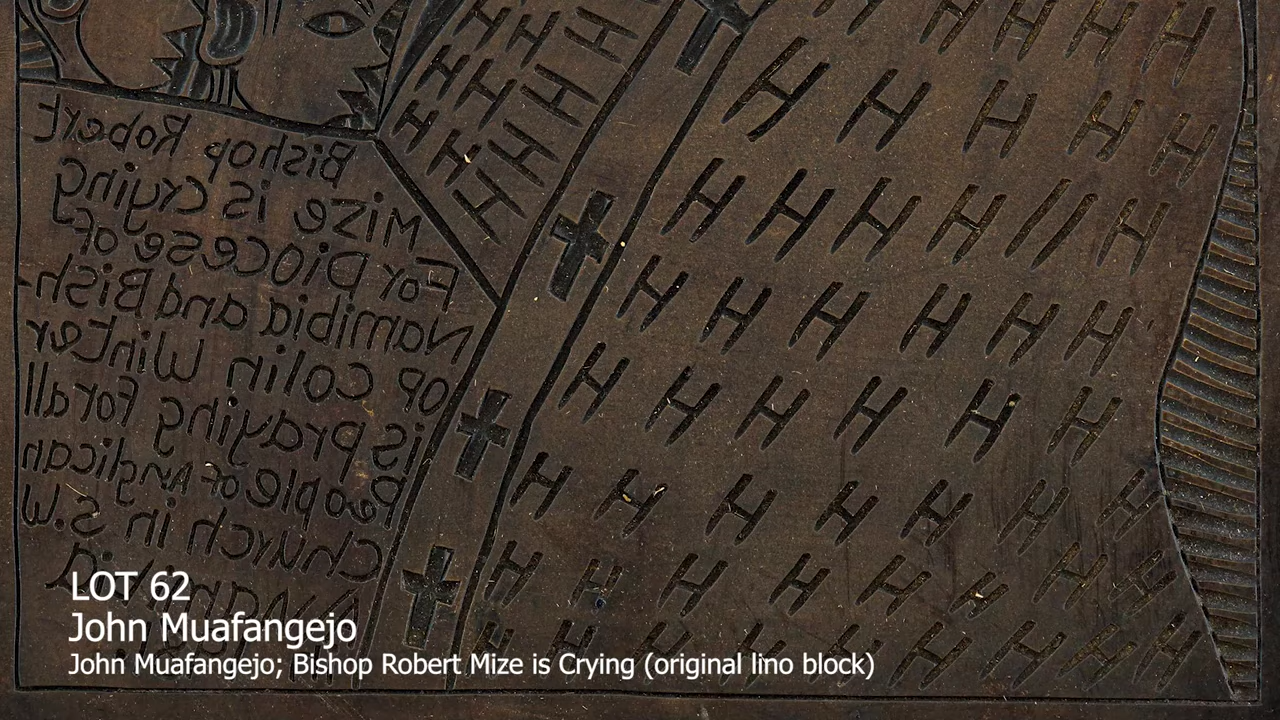 Bishop Robert
Mize is crying
For Diocese of
Namibia and Bish-
op colin Winter
is praying For all
People of Anglican
church in S.W
LOT 62
John Muafangejo
John Muafangejo; Bishop Robert Mize is Crying (original lino block)